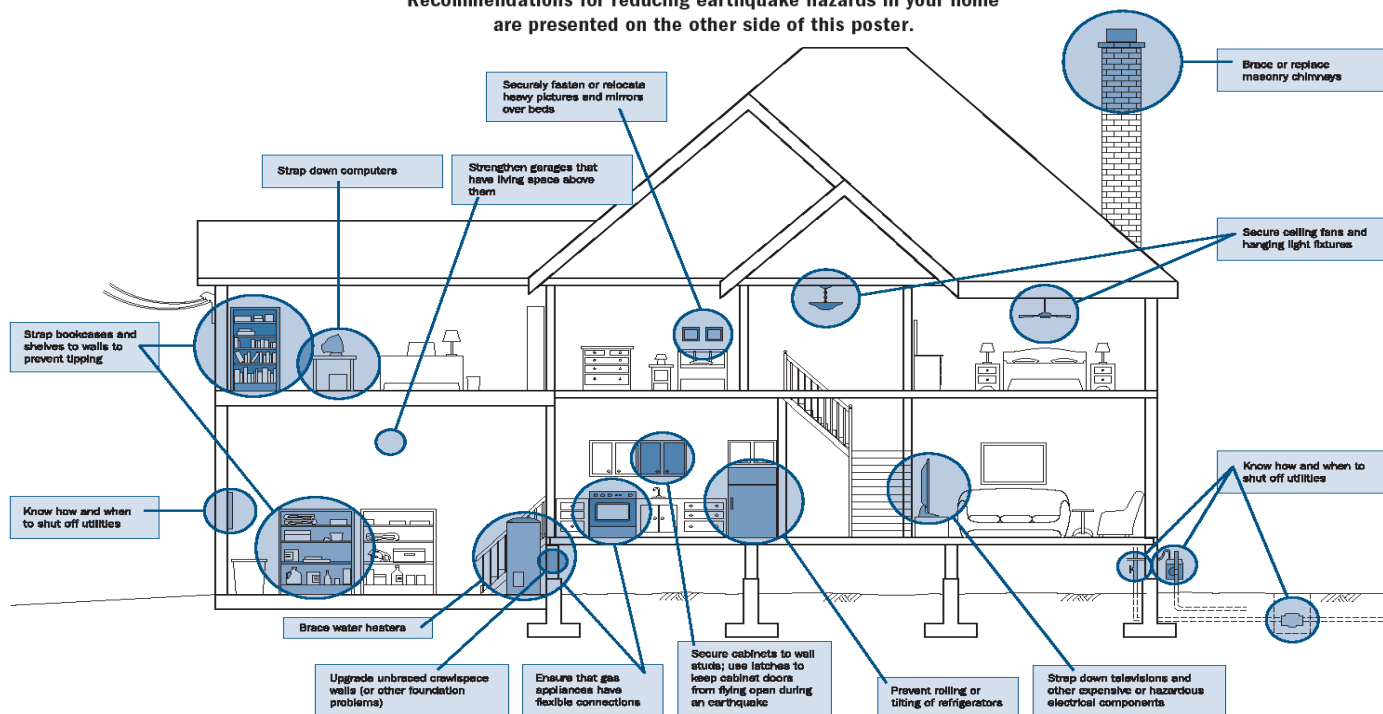 Recommendations for reducing earthquake hazards in your home
are presented on the other side of this poster.
Brace or replace
masonry chimneys
Securely fasten or relocate
heavy pictures and mirrors
over beds
Strap down computers
Strengthen garages that
have living space above
them
Secure ceiling fans and
hanging light fixtures
Strap bookcases and
shelves to walls to
prevent tipping
Know how and when
to shut off utilities
Know how and when to
shut off utilities
Brace water heaters
Upgrade unbraced crawlspace
walls (or other foundation
problems)
Ensure that gas
appliances have
flexible connections
Secure cabinets to wall
studs; use latches to
keep cabinet doors
from flying open during
an earthquake
Prevent rolling or
tilting of refrigerators
Strap down televisions and
other expensive or hazardous
electrical components